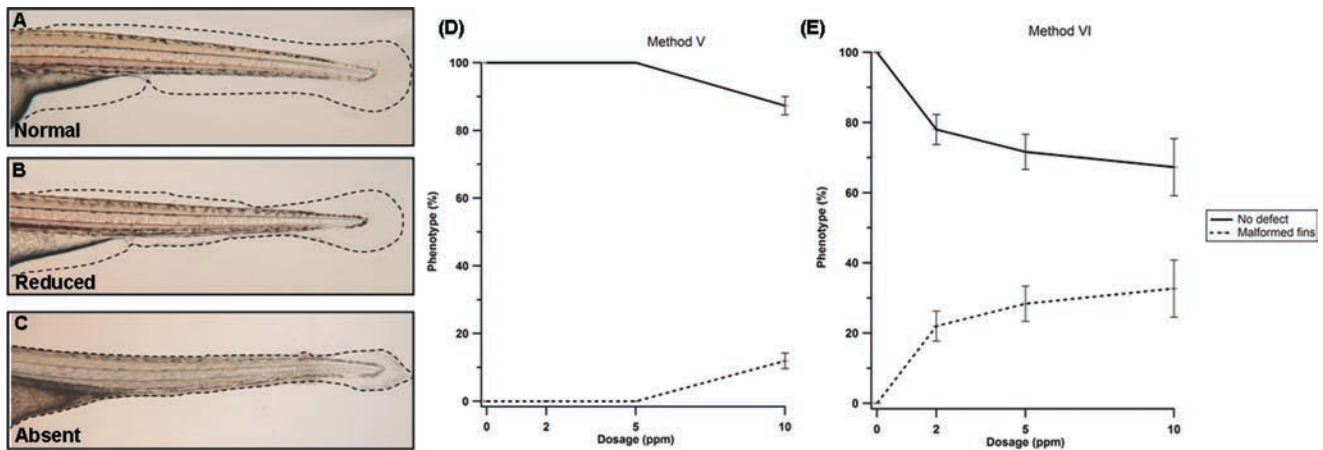 A
Normal
B
Reduced
C
Absent
(D)
Method V
Phenotype (%)
100
80
60
40
20
0
0 2 5 10
Dosage (ppm)
(E)
Method VI
Phenotype (%)
100
80
60
40
20
0
0 2 5 10
Dosage (ppm)
No defect
Malformed fins